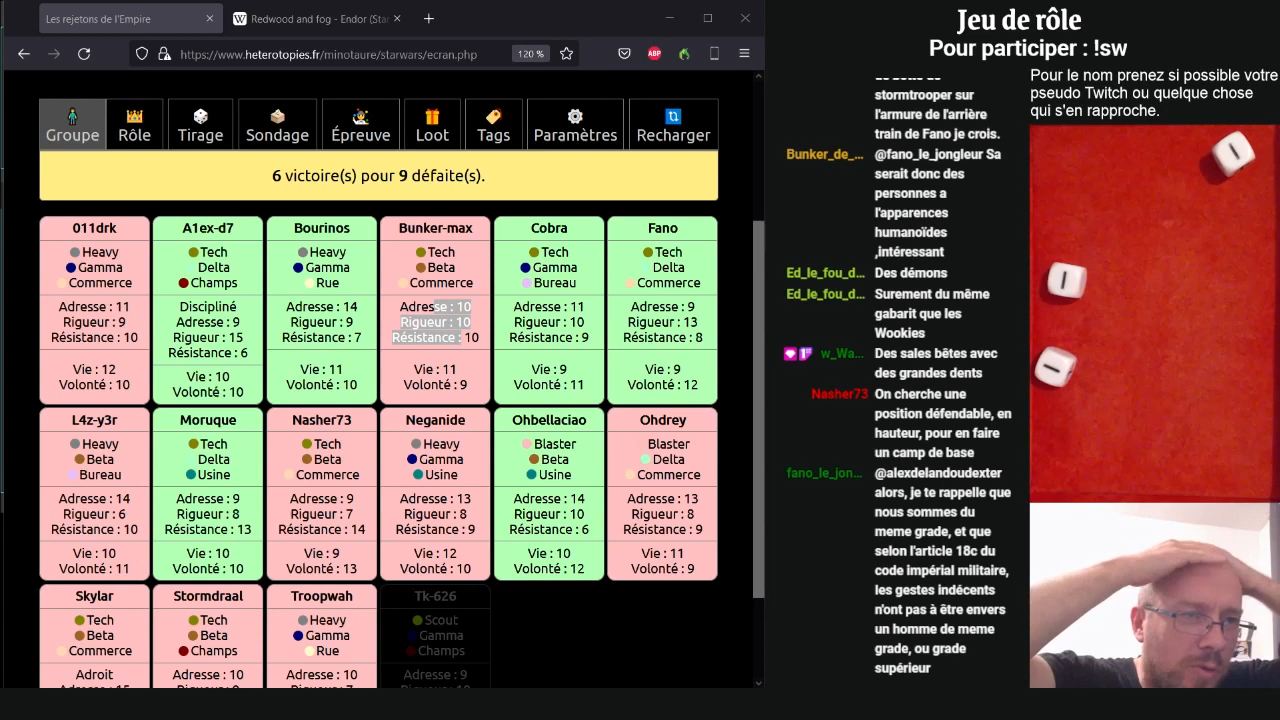 Les rejetons de l'Empire
Redwood and fog - Endor (Star
https://www.heterotopies.fr/minotaure/starwars/ecran.php
120 %
ABP
Groupe
Rôle
Tirage
Sondage
Épreuve
Loot
Tags
Paramètres
Recharger
6 victoire(s) pour 9 défaite(s).
011drk
Heavy
Gamma
Commerce
Adresse : 11
Rigueur : 9
Résistance : 10
Vie : 12
Volonté : 10
A1ex-d7
Tech
Delta
Champs
Discipliné
Adresse : 9
Rigueur : 15
Résistance : 6
Vie : 10
Volonté : 10
Bourinos
Heavy
Gamma
Rue
Adresse : 14
Rigueur : 9
Résistance : 7
Vie : 11
Volonté : 10
Bunker-max
Tech
Beta
Commerce
Adresse : 10
Rigueur : 10
Résistance : 10
Vie : 11
Volonté : 9
Cobra
Tech
Gamma
Bureau
Adresse : 11
Rigueur : 10
Résistance : 9
Vie : 9
Volonté : 11
Fano
Tech
Delta
Commerce
Adresse : 9
Rigueur : 13
Résistance : 8
Vie : 9
Volonté : 12
L4z-y3r
Heavy
Beta
Bureau
Adresse : 14
Rigueur : 6
Résistance : 10
Vie : 10
Volonté : 11
Moruque
Tech
Delta
Usine
Adresse : 9
Rigueur : 8
Résistance : 13
Vie : 10
Volonté : 10
Nasher73
Tech
Beta
Commerce
Adresse : 9
Rigueur : 7
Résistance : 14
Vie : 9
Volonté : 13
Neganide
Heavy
Gamma
Usine
Adresse : 13
Rigueur : 8
Résistance : 9
Vie : 12
Volonté : 10
Ohbellaciao
Blaster
Beta
Usine
Adresse : 14
Rigueur : 10
Résistance : 6
Vie : 10
Volonté : 12
Ohdrey
Blaster
Delta
Commerce
Adresse : 13
Rigueur : 8
Résistance : 9
Vie : 11
Volonté : 9
Skylar
Tech
Beta
Commerce
Adroit
Stormdraal
Tech
Beta
Champs
Adresse : 10
Troopwah
Heavy
Gamma
Rue
Adresse : 10
Tk-626
Scout
Gamma
Champs
Adresse : 9
Jeu de rôle
Pour participer : !sw
Pour le nom prenez si possible votre
pseudo Twitch ou quelque chose
qui s'en rapproche.
stormtrooper sur
l'armure de l'arrière
train de Fano je crois.
Bunker_de_... @fano_le_jongleur Sa
serait donc des
personnes a
l'apparences
humanoïdes
,intéressant
Ed_le_fou_d... Des démons
Ed_le_fou_d... Surement du même
gabarit que les
Wookies
w_Wa... Des sales bêtes avec
des grandes dents
Nasher73 On cherche une
position défendable, en
hauteur, pour en faire
un camp de base
fano_le_jon... @alexdelandoudexter
alors, je te rappelle que
nous sommes du
meme grade, et que
selon l'article 18c du
code impérial militaire,
les gestes indécents
n'ont pas à être envers
un homme de meme
grade, ou grade
supérieur